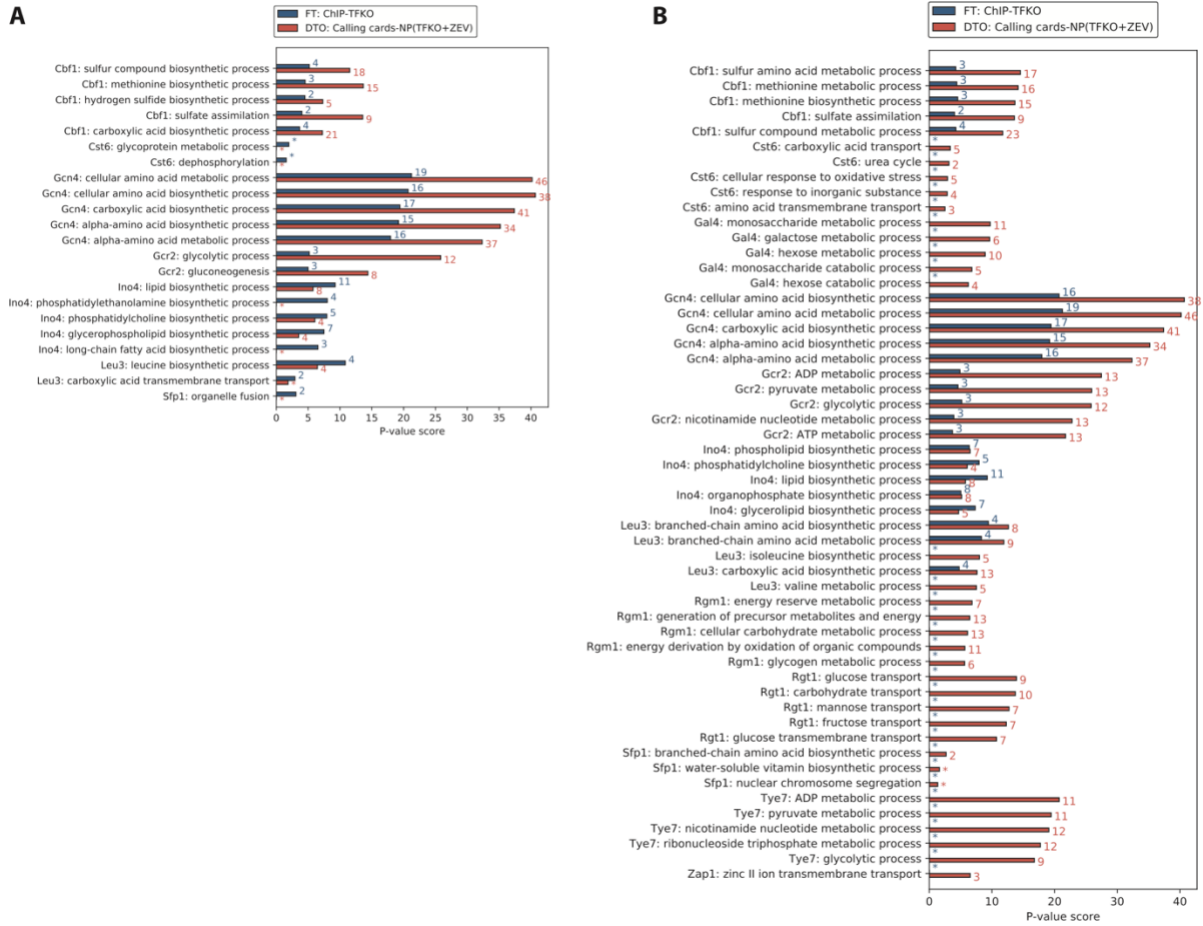 A
FT: ChIP-TFKO
DTO: Calling cards-NP(TFKO+ZEV)
Cbf1: sulfur compound biosynthetic process 4 18
Cbf1: methionine biosynthetic process 3 15
Cbf1: hydrogen sulfide biosynthetic process 2 5
Cbf1: sulfate assimilation 2 9
Cbf1: carboxylic acid biosynthetic process 4 21
Cst6: glycoprotein metabolic process * *
Cst6: dephosphorylation * *
Gcn4: cellular amino acid metabolic process 19 46
Gcn4: cellular amino acid biosynthetic process 16 38
Gcn4: carboxylic acid biosynthetic process 17 41
Gcn4: alpha-amino acid biosynthetic process 15 34
Gcn4: alpha-amino acid metabolic process 16 37
Gcr2: glycolytic process 3 12
Gcr2: gluconeogenesis 3 8
Ino4: lipid biosynthetic process 11 8
Ino4: phosphatidylethanolamine biosynthetic process 4 *
Ino4: phosphatidylcholine biosynthetic process 5 4
Ino4: glycerophospholipid biosynthetic process 7 4
Ino4: long-chain fatty acid biosynthetic process 3 *
Leu3: leucine biosynthetic process 4 4
Leu3: carboxylic acid transmembrane transport 2 *
Sfp1: organelle fusion 2 *
0 5 10 15 20 25 30 35 40
P-value score
B
FT: ChIP-TFKO
DTO: Calling cards-NP(TFKO+ZEV)
Cbf1: sulfur amino acid metabolic process 3 17
Cbf1: methionine metabolic process 3 16
Cbf1: methionine biosynthetic process 3 15
Cbf1: sulfate assimilation 2 9
Cbf1: sulfur compound metabolic process 4 23
Cst6: carboxylic acid transport * 5
Cst6: urea cycle * 2
Cst6: cellular response to oxidative stress * 5
Cst6: response to inorganic substance * 4
Cst6: amino acid transmembrane transport * 3
Gal4: monosaccharide metabolic process * 11
Gal4: galactose metabolic process * 6
Gal4: hexose metabolic process * 10
Gal4: monosaccharide catabolic process * 5
Gal4: hexose catabolic process * 4
Gcn4: cellular amino acid biosynthetic process 16 38
Gcn4: cellular amino acid metabolic process 19 46
Gcn4: carboxylic acid biosynthetic process 17 41
Gcn4: alpha-amino acid biosynthetic process 15 34
Gcn4: alpha-amino acid metabolic process 16 37
Gcr2: ADP metabolic process 3 13
Gcr2: pyruvate metabolic process 3 13
Gcr2: glycolytic process 3 12
Gcr2: nicotinamide nucleotide metabolic process 3 13
Gcr2: ATP metabolic process 3 13
Ino4: phospholipid biosynthetic process 7 7
Ino4: phosphatidylcholine biosynthetic process 5 4
Ino4: lipid biosynthetic process 11 8
Ino4: organophosphate biosynthetic process 8 8
Ino4: glycerolipid biosynthetic process 7 5
Leu3: branched-chain amino acid biosynthetic process 4 8
Leu3: branched-chain amino acid metabolic process 4 9
Leu3: isoleucine biosynthetic process * 5
Leu3: carboxylic acid biosynthetic process 4 13
Leu3: valine metabolic process * 5
Rgm1: energy reserve metabolic process * 7
Rgm1: generation of precursor metabolites and energy * 13
Rgm1: cellular carbohydrate metabolic process * 13
Rgm1: energy derivation by oxidation of organic compounds * 11
Rgm1: glycogen metabolic process * 6
Rgt1: glucose transport * 9
Rgt1: carbohydrate transport * 10
Rgt1: mannose transport * 7
Rgt1: fructose transport * 7
Rgt1: glucose transmembrane transport * 7
Sfp1: branched-chain amino acid biosynthetic process * 2
Sfp1: water-soluble vitamin biosynthetic process * *
Sfp1: nuclear chromosome segregation * *
Tye7: ADP metabolic process * 11
Tye7: pyruvate metabolic process * 11
Tye7: nicotinamide nucleotide metabolic process * 12
Tye7: ribonucleoside triphosphate metabolic process * 12
Tye7: glycolytic process * 9
Zap1: zinc II ion transmembrane transport * 3
0 10 20 30 40
P-value score